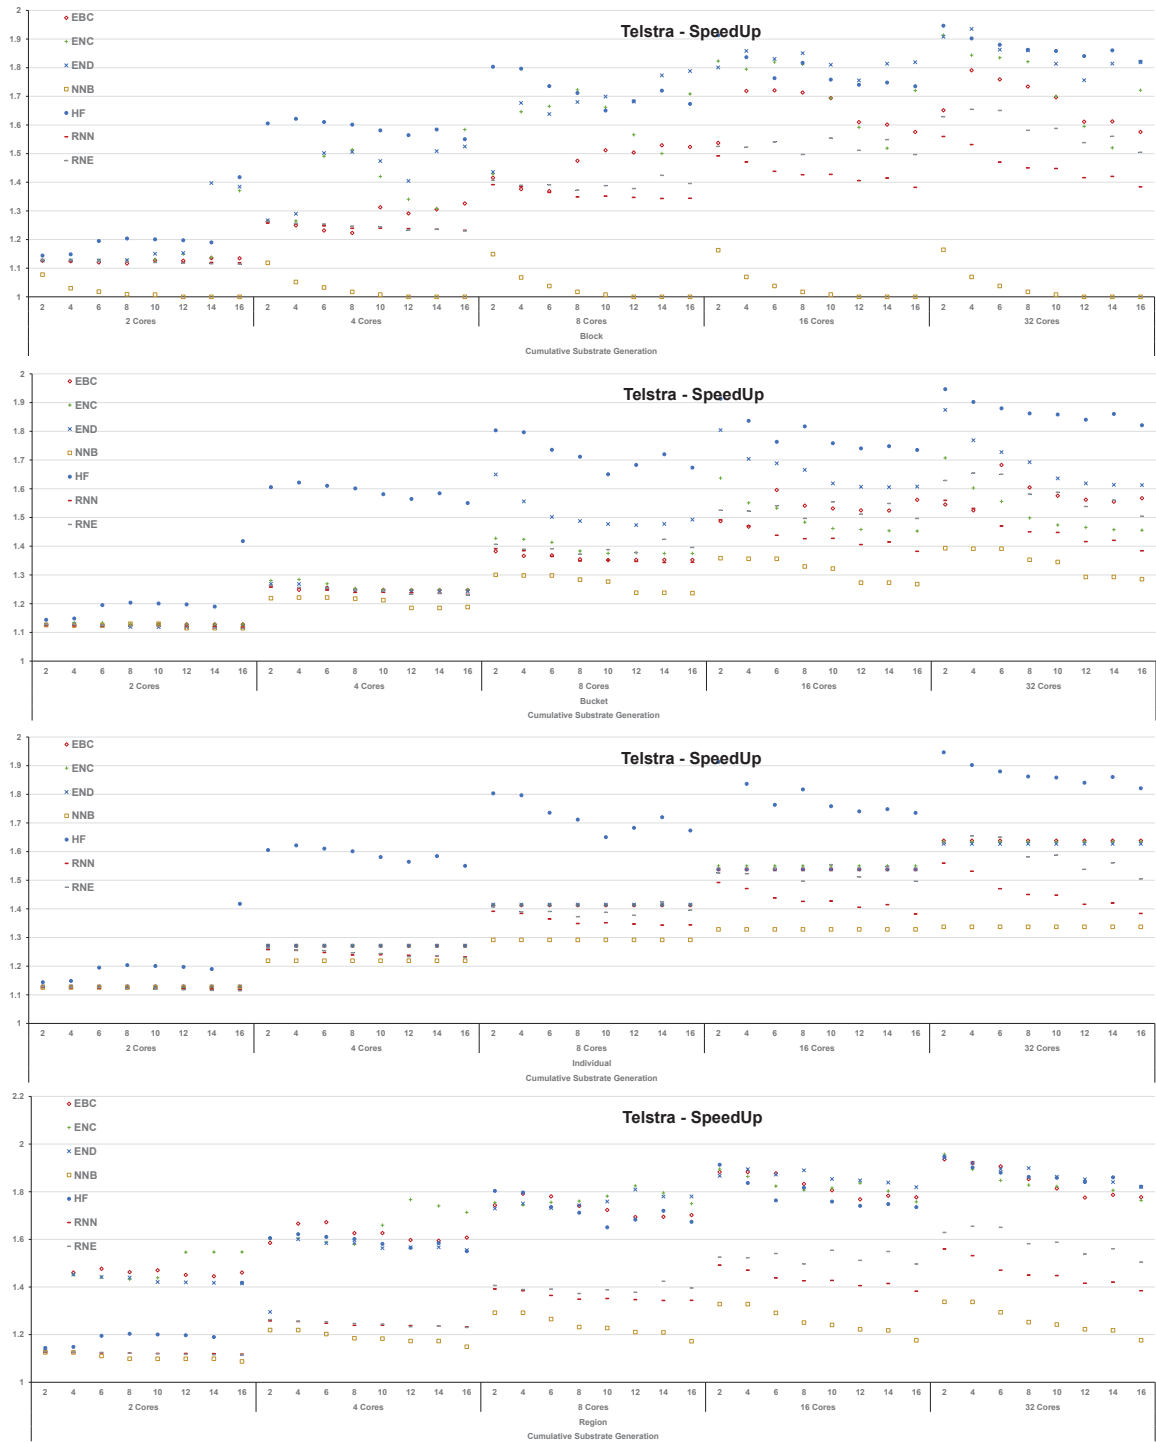 Telstra - SpeedUp
2
1.9
1.8
1.7
1.6
1.5
1.4
1.3
1.2
1.1
1
EBC
ENC
END
NNB
HF
RNN
RNE
2 4 6 8 10 12 14 16 2 4 6 8 10 12 14 16 2 4 6 8 10 12 14 16 2 4 6 8 10 12 14 16 2 4 6 8 10 12 14 16
2 Cores 4 Cores 8 Cores 16 Cores 32 Cores
Block
Cumulative Substrate Generation
Telstra - SpeedUp
2
1.9
1.8
1.7
1.6
1.5
1.4
1.3
1.2
1.1
1
EBC
ENC
END
NNB
HF
RNN
RNE
2 4 6 8 10 12 14 16 2 4 6 8 10 12 14 16 2 4 6 8 10 12 14 16 2 4 6 8 10 12 14 16 2 4 6 8 10 12 14 16
2 Cores 4 Cores 8 Cores 16 Cores 32 Cores
Bucket
Cumulative Substrate Generation
Telstra - SpeedUp
2
1.9
1.8
1.7
1.6
1.5
1.4
1.3
1.2
1.1
1
EBC
ENC
END
NNB
HF
RNN
RNE
2 4 6 8 10 12 14 16 2 4 6 8 10 12 14 16 2 4 6 8 10 12 14 16 2 4 6 8 10 12 14 16 2 4 6 8 10 12 14 16
2 Cores 4 Cores 8 Cores 16 Cores 32 Cores
Individual
Cumulative Substrate Generation
Telstra - SpeedUp
2.2
2
1.8
1.6
1.4
1.2
1
EBC
ENC
END
NNB
HF
RNN
RNE
2 4 6 8 10 12 14 16 2 4 6 8 10 12 14 16 2 4 6 8 10 12 14 16 2 4 6 8 10 12 14 16 2 4 6 8 10 12 14 16
2 Cores 4 Cores 8 Cores 16 Cores 32 Cores
Region
Cumulative Substrate Generation